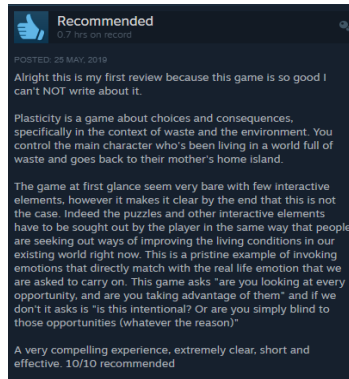 Recommended
0.7 hrs on record
POSTED: 25 MAY, 2019
Alright this is my first review because this game is so good I
can't NOT write about it.
Plasticity is a game about choices and consequences,
specifically in the context of waste and the environment. You
control the main character who's been living in a world full of
waste and goes back to their mother's home island.
The game at first glance seem very bare with few interactive
elements, however it makes it clear by the end that this is not
the case. Indeed the puzzles and other interactive elements
have to be sought out by the player in the same way that people
are seeking out ways of improving the living conditions in our
existing world right now. This is a pristine example of invoking
emotions that directly match with the real life emotion that we
are asked to carry on. This game asks "are you looking at every
opportunity, and are you taking advantage of them" and if we
don't it asks is "is this intentional? Or are you simply blind to
those opportunities (whatever the reason)"
A very compelling experience, extremely clear, short and
effective. 10/10 recommended